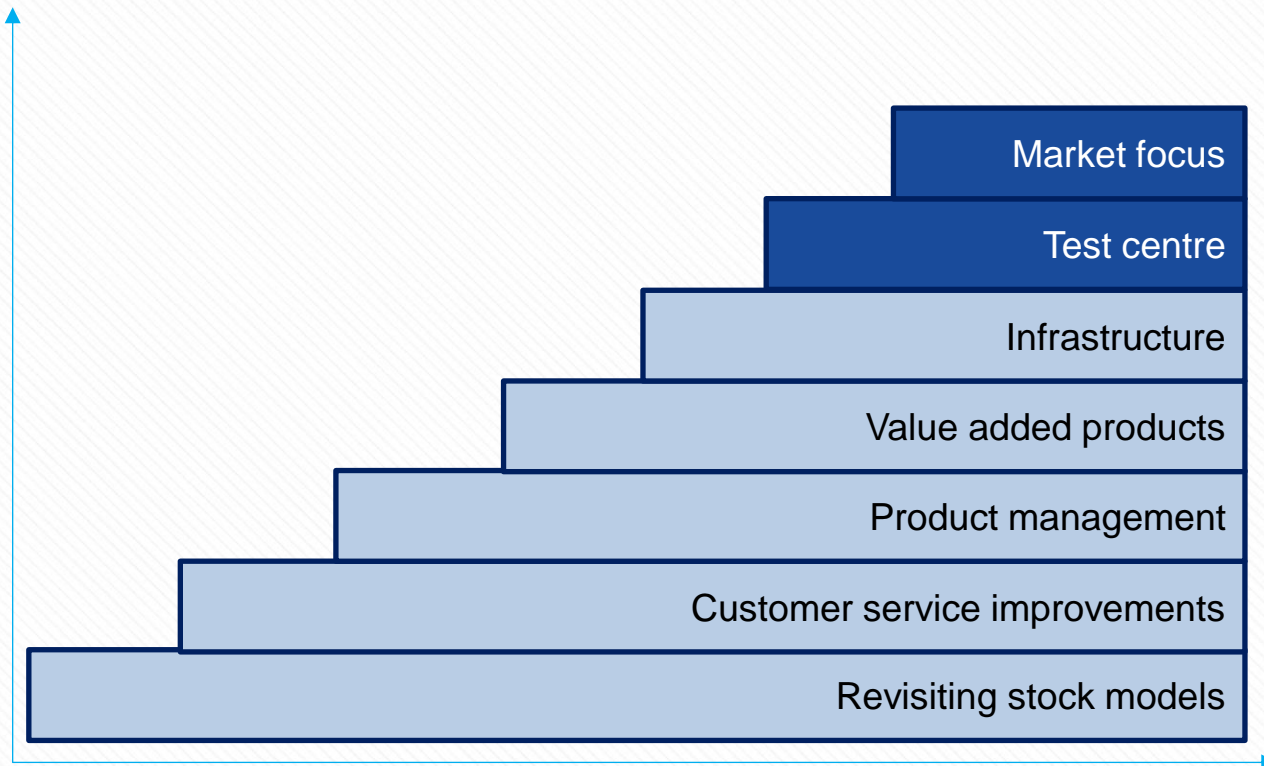 Market focus
Test centre
Infrastructure
Value added products
Product management
Customer service improvements
Revisiting stock models